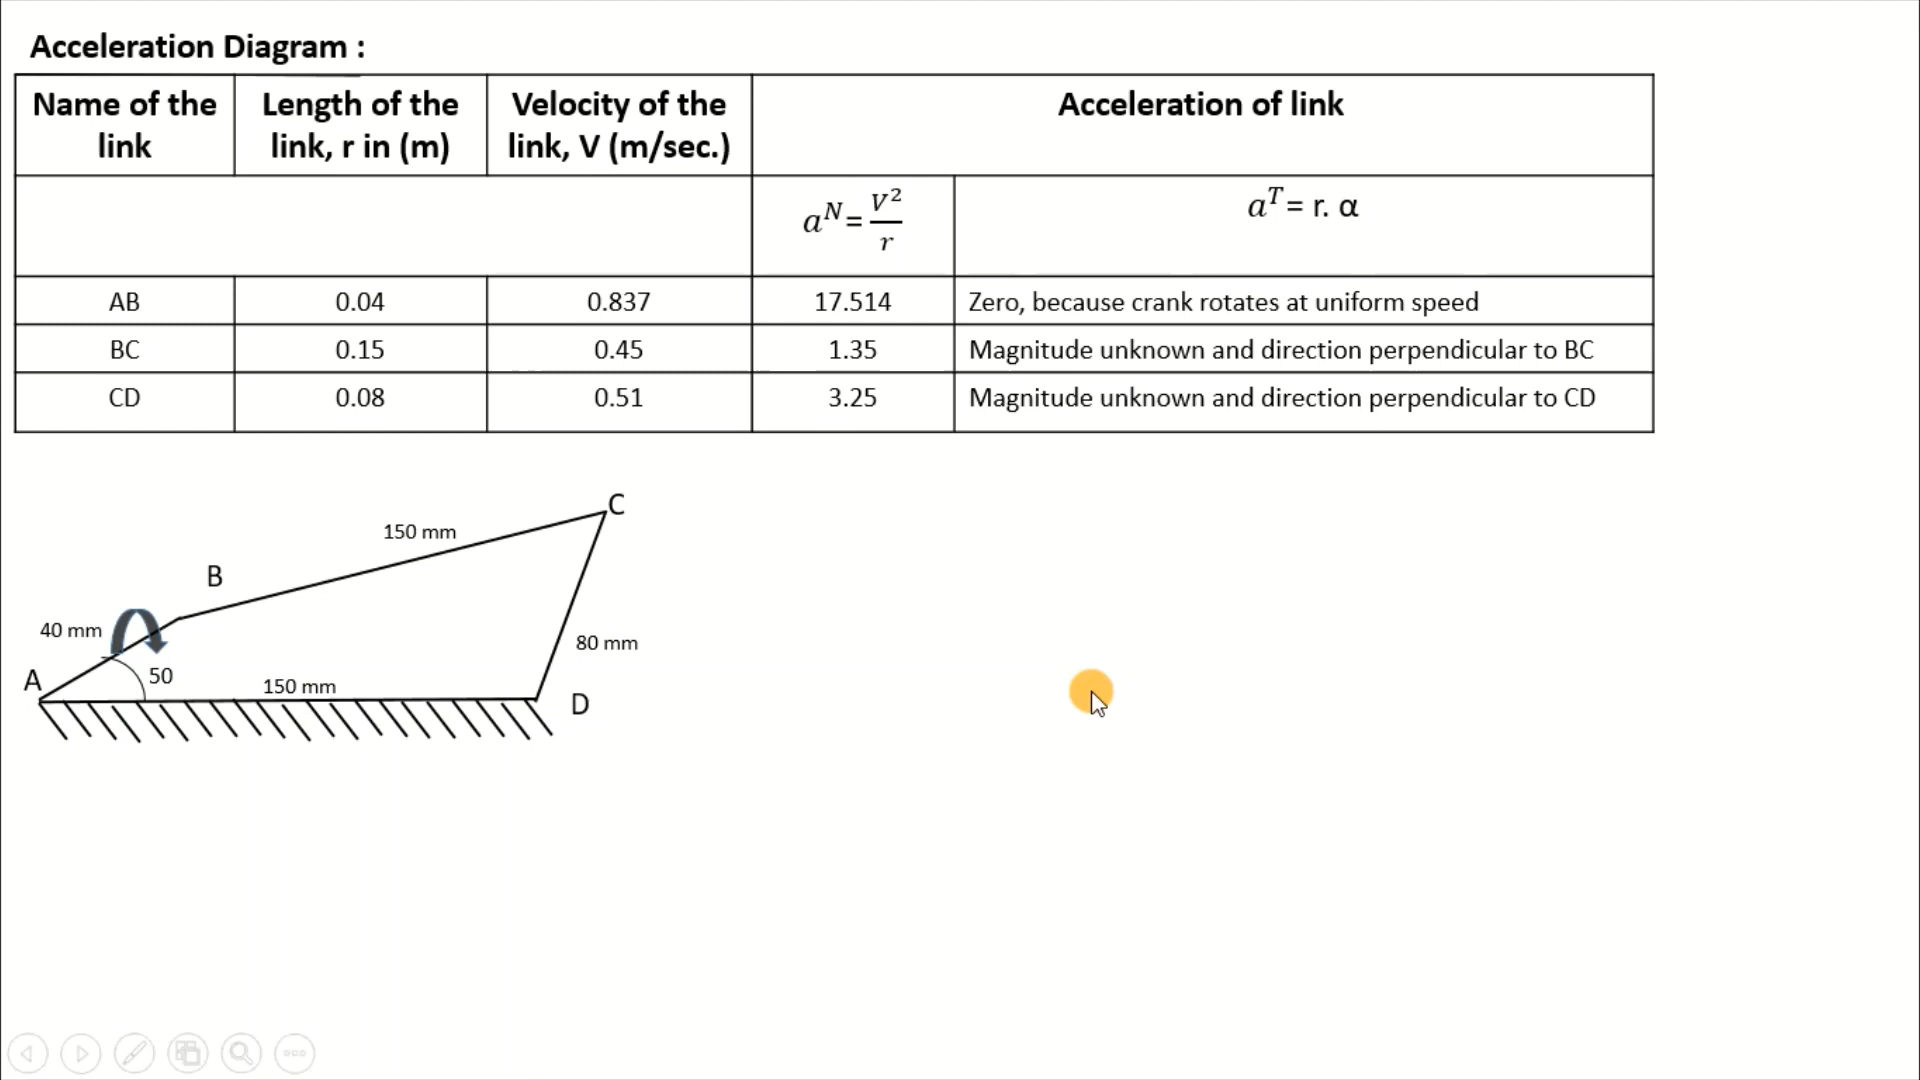 Acceleration Diagram :
Name of the link
Length of the link, r in (m)
Velocity of the link, V (m/sec.)
Acceleration of link
a^N = V²/r
a^T = r. α
AB 0.04 0.837 17.514 Zero, because crank rotates at uniform speed
BC 0.15 0.45 1.35 Magnitude unknown and direction perpendicular to BC
CD 0.08 0.51 3.25 Magnitude unknown and direction perpendicular to CD
C
150 mm
B
40 mm
80 mm
A
50
150 mm
D